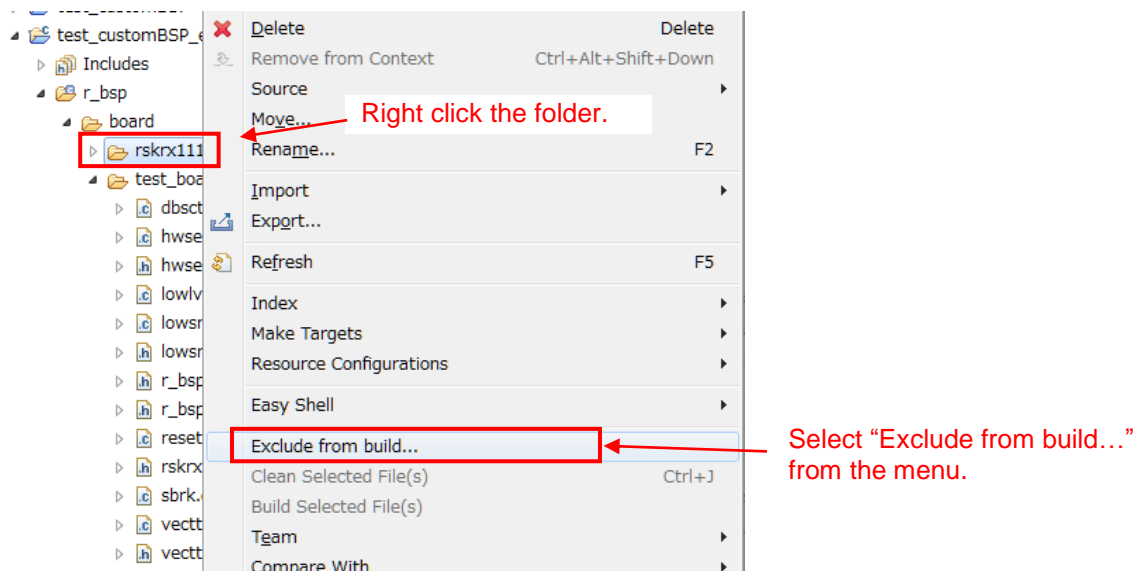 test_customBSP_e
Includes
r_bsp
board
rskrx111
test_boa
dbsct
hwse
hwse
lowlv
lowsr
lowsr
r_bsp
r_bsp
reset
rskrx
sbrk.
vectt
vectt
Delete Delete
Remove from Context Ctrl+Alt+Shift+Down
Source
Move...
Rename... F2
Import
Export...
Refresh F5
Index
Make Targets
Resource Configurations
Easy Shell
Exclude from build...
Clean Selected File(s) Ctrl+J
Build Selected File(s)
Team
Compare With
Right click the folder.
Select “Exclude from build…”
from the menu.